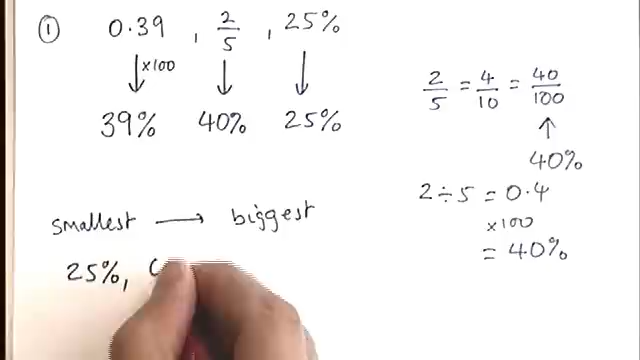 ① 0.39 , 2/5 , 25%
×100
39% 40% 25%
smallest → biggest
25%,
2/5 = 4/10 = 40/100
↑
40%
2 ÷ 5 = 0.4
×100
= 40%